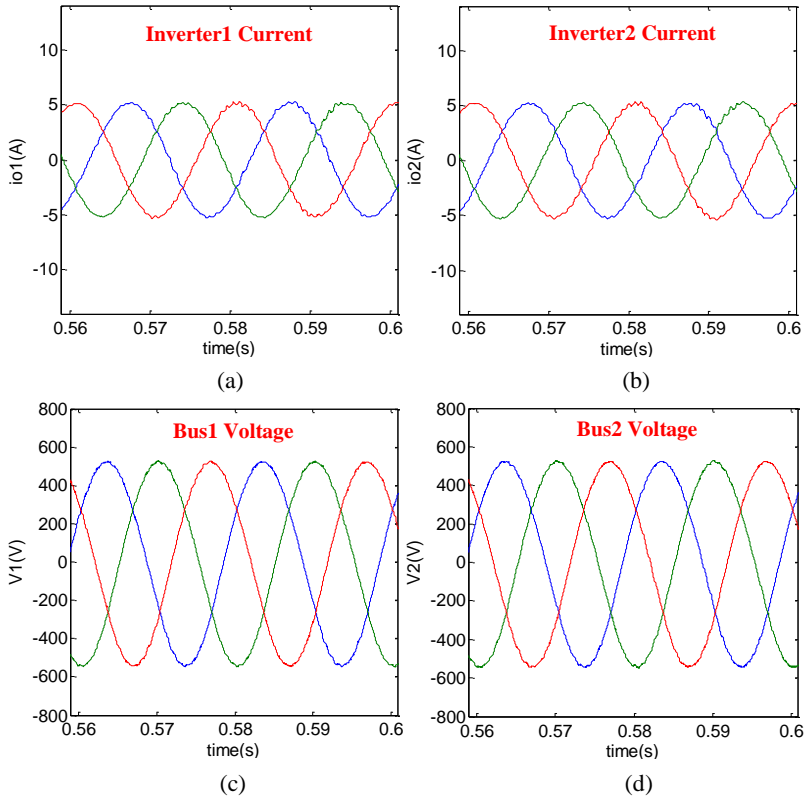 Inverter1 Current
10
5
0
-5
-10
io1(A)
0.56 0.57 0.58 0.59 0.6
time(s)
(a)
Inverter2 Current
10
5
0
-5
-10
io2(A)
0.56 0.57 0.58 0.59 0.6
time(s)
(b)
Bus1 Voltage
800
600
400
200
0
-200
-400
-600
-800
V1(V)
0.56 0.57 0.58 0.59 0.6
time(s)
(c)
Bus2 Voltage
800
600
400
200
0
-200
-400
-600
-800
V2(V)
0.56 0.57 0.58 0.59 0.6
time(s)
(d)